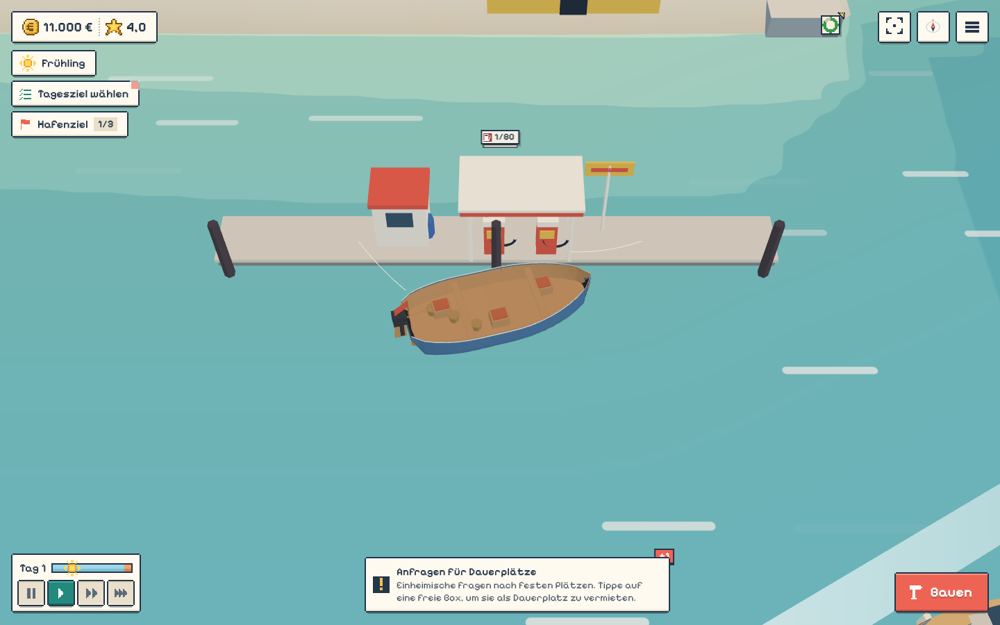 11.000 € 4,0
Frühling
Tagesziel wählen
Hafenziel 1/3
1/80
Tag 1
Anfragen für Dauerplätze
Einheimische fragen nach festen Plätzen. Tippe auf
eine freie Box, um sie als Dauerplatz zu vermieten.
Bauen